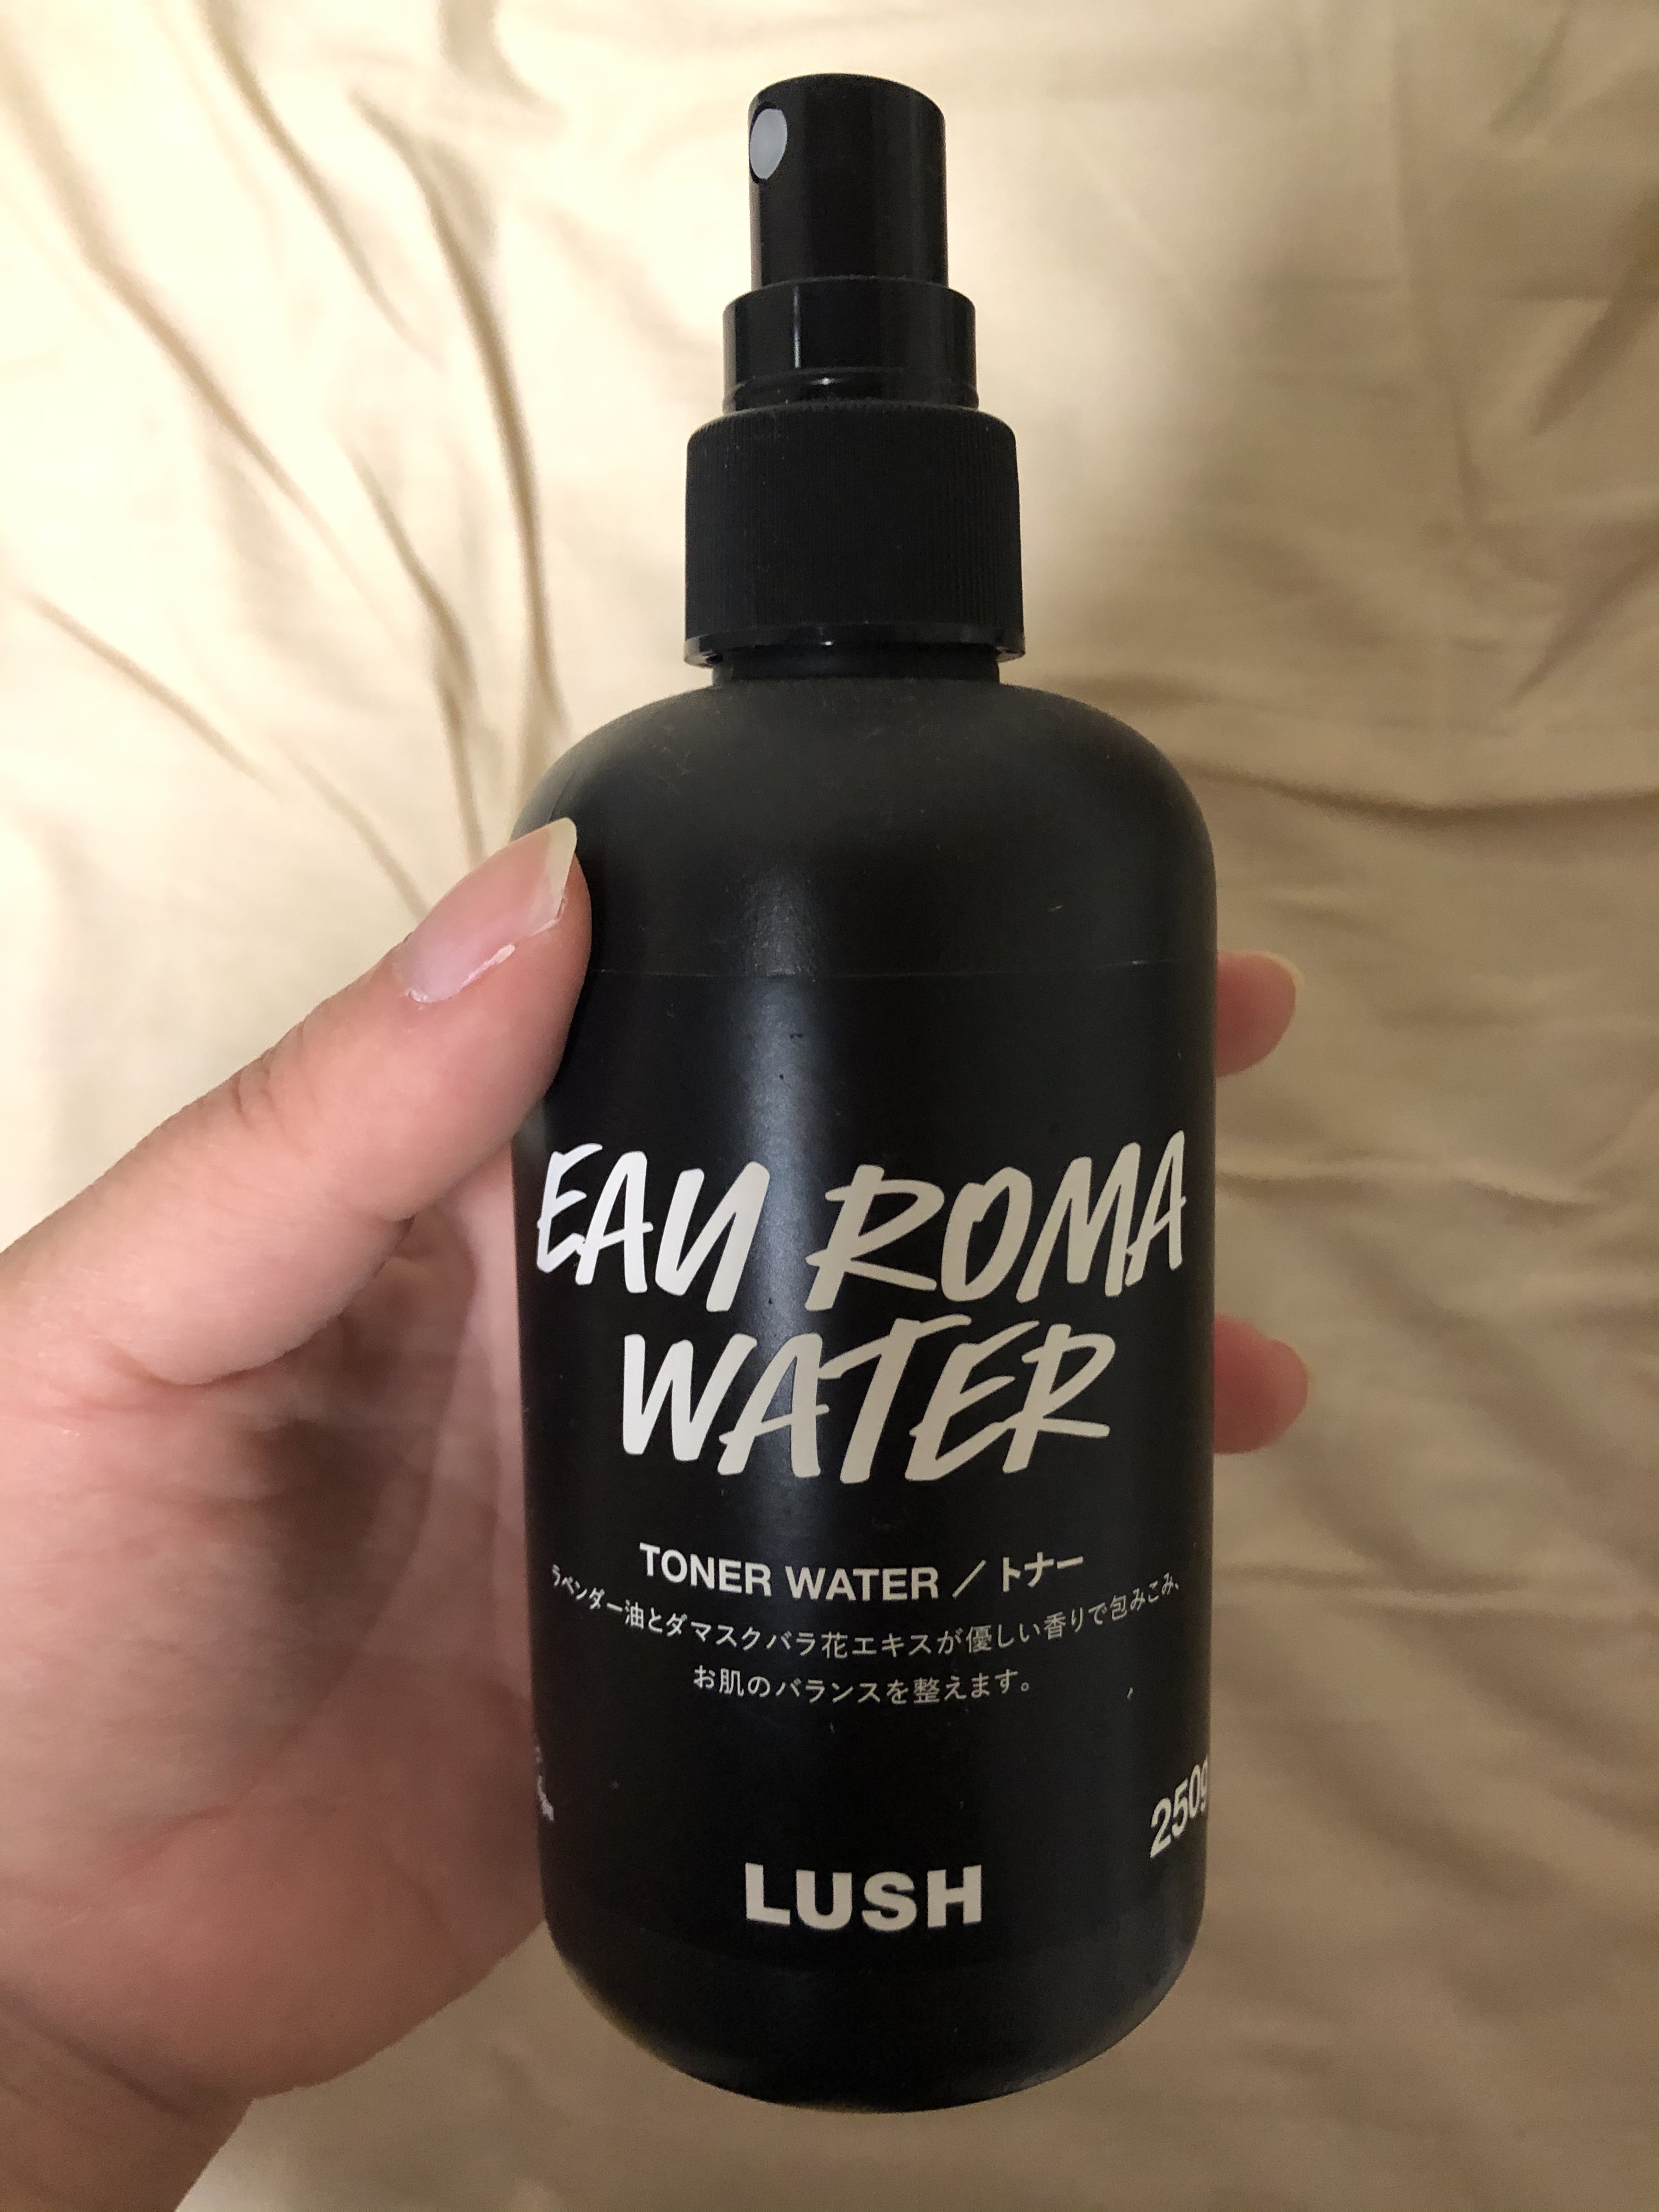 EAU ROMA
WATER
TONER WATER / トナー
ラベンダー油とダマスクバラ花エキスが優しい香りで包みこみ、
お肌のバランスを整えます。
250g
LUSH